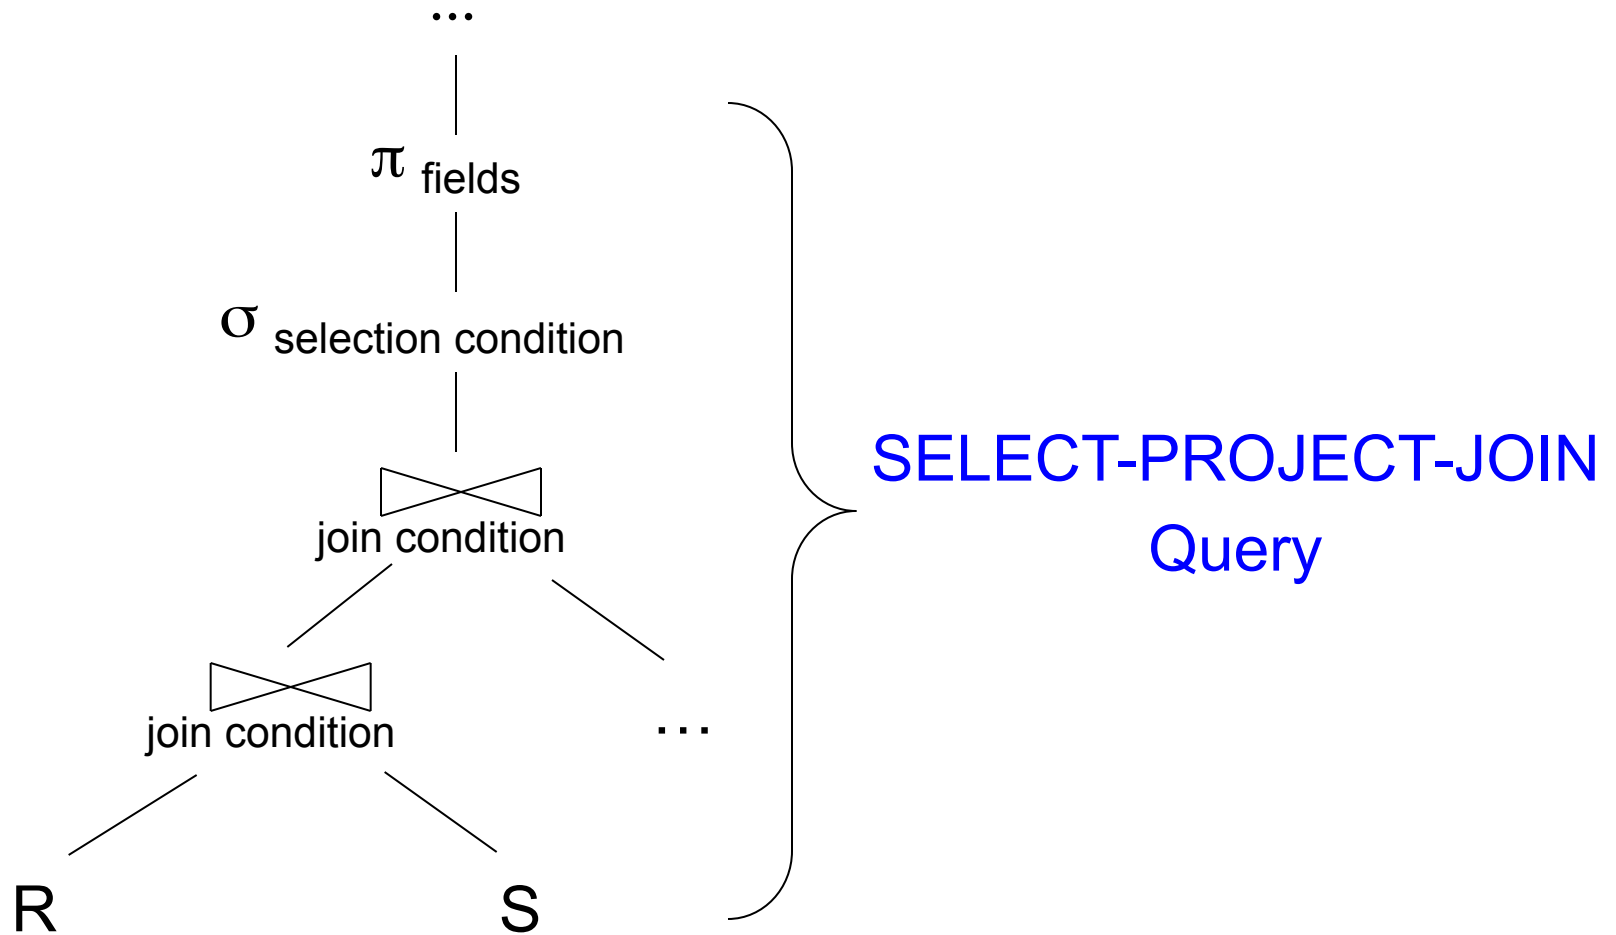 ...
π fields
σ selection condition
join condition
join condition
...
R
S
SELECT-PROJECT-JOIN
Query